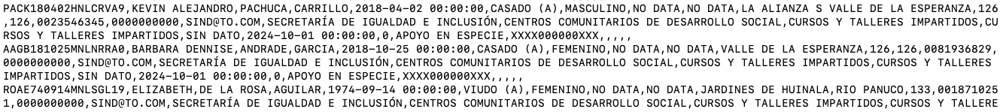 PACK180402HNLCRVA9,KEVIN ALEJANDRO,PACHUCA,CARRILLO,2018-04-02 00:00:00,CASADO (A),MASCULINO,NO DATA,NO DATA,LA ALIANZA S VALLE DE LA ESPERANZA,126
,126,0023546345,0000000000,SIND@TO.COM,SECRETARÍA DE IGUALDAD E INCLUSIÓN,CENTROS COMUNITARIOS DE DESARROLLO SOCIAL,CURSOS Y TALLERES IMPARTIDOS,CU
RSOS Y TALLERES IMPARTIDOS,SIN DATO,2024-10-01 00:00:00,0,APOYO EN ESPECIE,XXXX000000XXX,,,,,
AAGB181025MNLNRRA0,BARBARA DENNISE,ANDRADE,GARCIA,2018-10-25 00:00:00,CASADO (A),FEMENINO,NO DATA,NO DATA,VALLE DE LA ESPERANZA,126,126,0081936829,
0000000000,SIND@TO.COM,SECRETARÍA DE IGUALDAD E INCLUSIÓN,CENTROS COMUNITARIOS DE DESARROLLO SOCIAL,CURSOS Y TALLERES IMPARTIDOS,CURSOS Y TALLERES
IMPARTIDOS,SIN DATO,2024-10-01 00:00:00,0,APOYO EN ESPECIE,XXXX000000XXX,,,,,
ROAE740914MNLSGL19,ELIZABETH,DE LA ROSA,AGUILAR,1974-09-14 00:00:00,VIUDO (A),FEMENINO,NO DATA,NO DATA,JARDINES DE HUINALA,RIO PANUCO,133,001871025
1,0000000000,SIND@TO.COM,SECRETARÍA DE IGUALDAD E INCLUSIÓN,CENTROS COMUNITARIOS DE DESARROLLO SOCIAL,CURSOS Y TALLERES IMPARTIDOS,CURSOS Y TALLERE